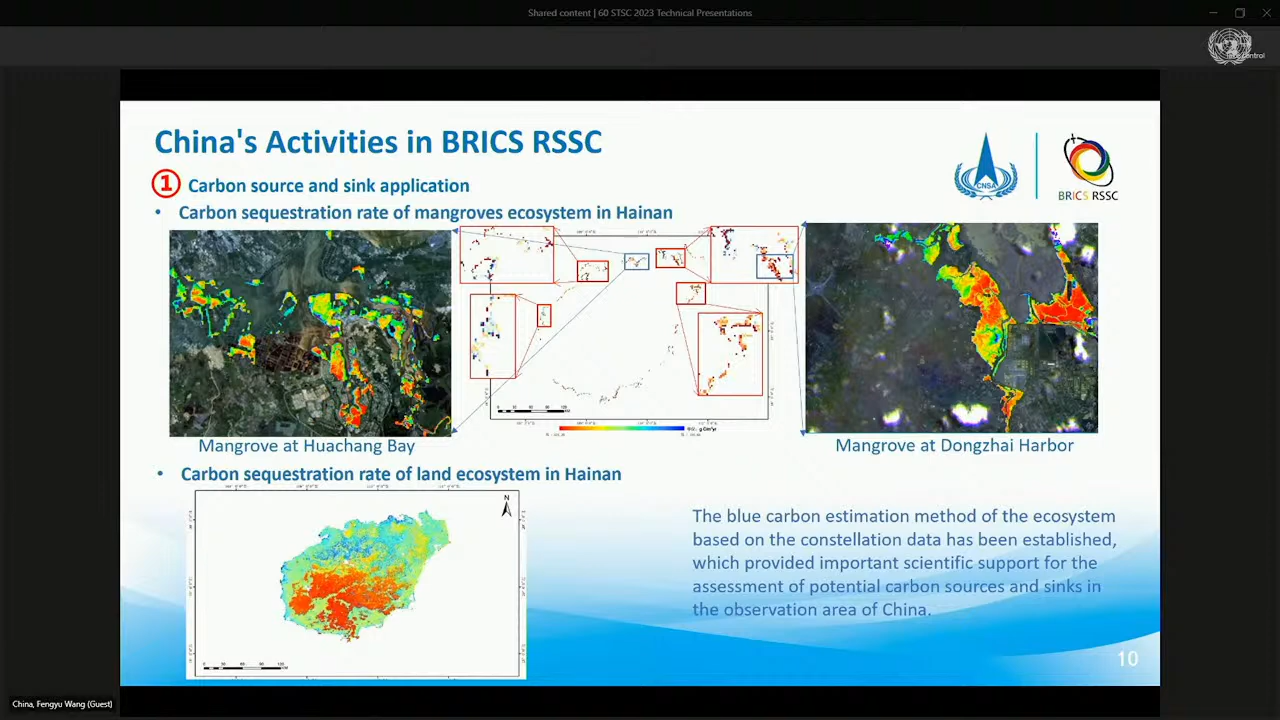 Shared content | 60 STSC 2023 Technical Presentations
China's Activities in BRICS RSSC
CNSA
BRICS RSSC
1 Carbon source and sink application
• Carbon sequestration rate of mangroves ecosystem in Hainan
Mangrove at Huachang Bay
Mangrove at Dongzhai Harbor
• Carbon sequestration rate of land ecosystem in Hainan
N
The blue carbon estimation method of the ecosystem
based on the constellation data has been established,
which provided important scientific support for the
assessment of potential carbon sources and sinks in
the observation area of China.
10
China, Fengyu Wang (Guest)